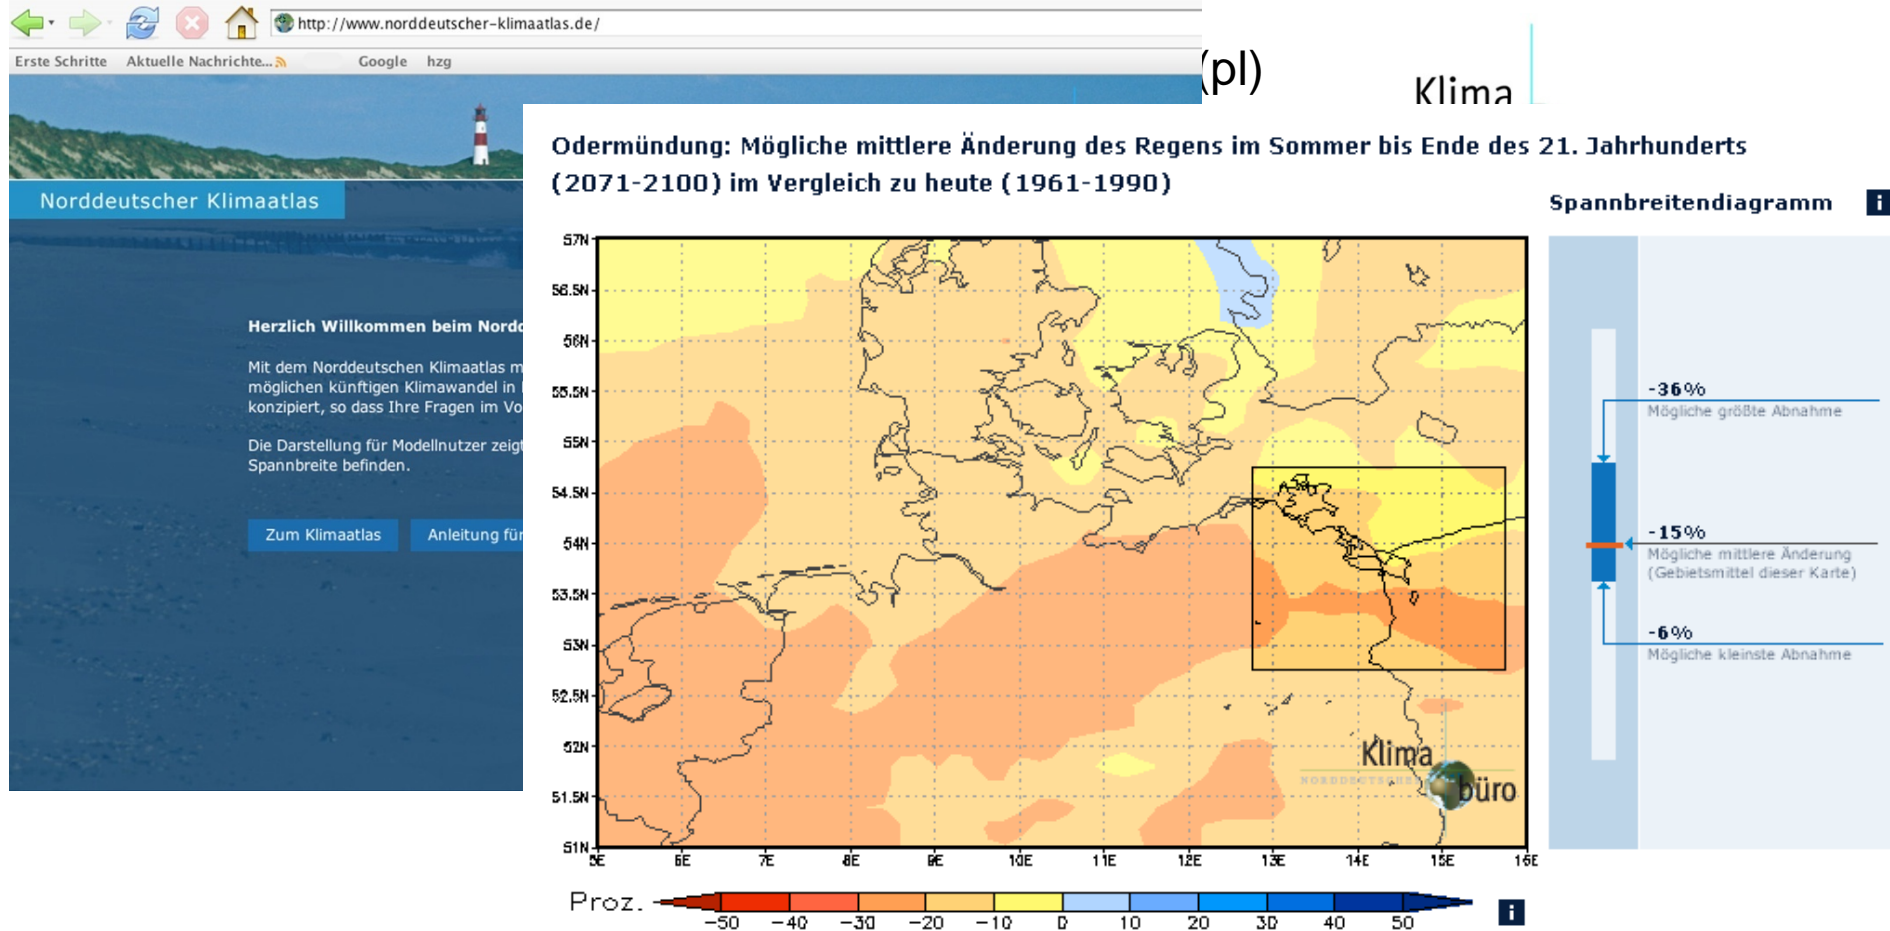 http://www.norddeutscher-klimaatlas.de/
Erste Schritte Aktuelle Nachrichte... Google hzg
(pl)
Klima
Norddeutscher Klimaatlas
Herzlich Willkommen beim Nordd
Mit dem Norddeutschen Klimaatlas m
möglichen künftigen Klimawandel in
konzipiert, so dass Ihre Fragen im Vo
Die Darstellung für Modellnutzer zeigt
Spannbreite befinden.
Zum Klimaatlas Anleitung für
Odermündung: Mögliche mittlere Änderung des Regens im Sommer bis Ende des 21. Jahrhunderts
(2071-2100) im Vergleich zu heute (1961-1990)
Spannbreitendiagramm i
57N
56.5N
56N
55.5N
55N
54.5N
54N
53.5N
53N
52.5N
52N
51.5N
51N
5E 6E 7E 8E 9E 10E 11E 12E 13E 14E 15E 16E
Klima
NORDDEUTSCHES
büro
-36%
Mögliche größte Abnahme
-15%
Mögliche mittlere Änderung
(Gebietsmittel dieser Karte)
-6%
Mögliche kleinste Abnahme
Proz. -50 -40 -30 -20 -10 0 10 20 30 40 50 i